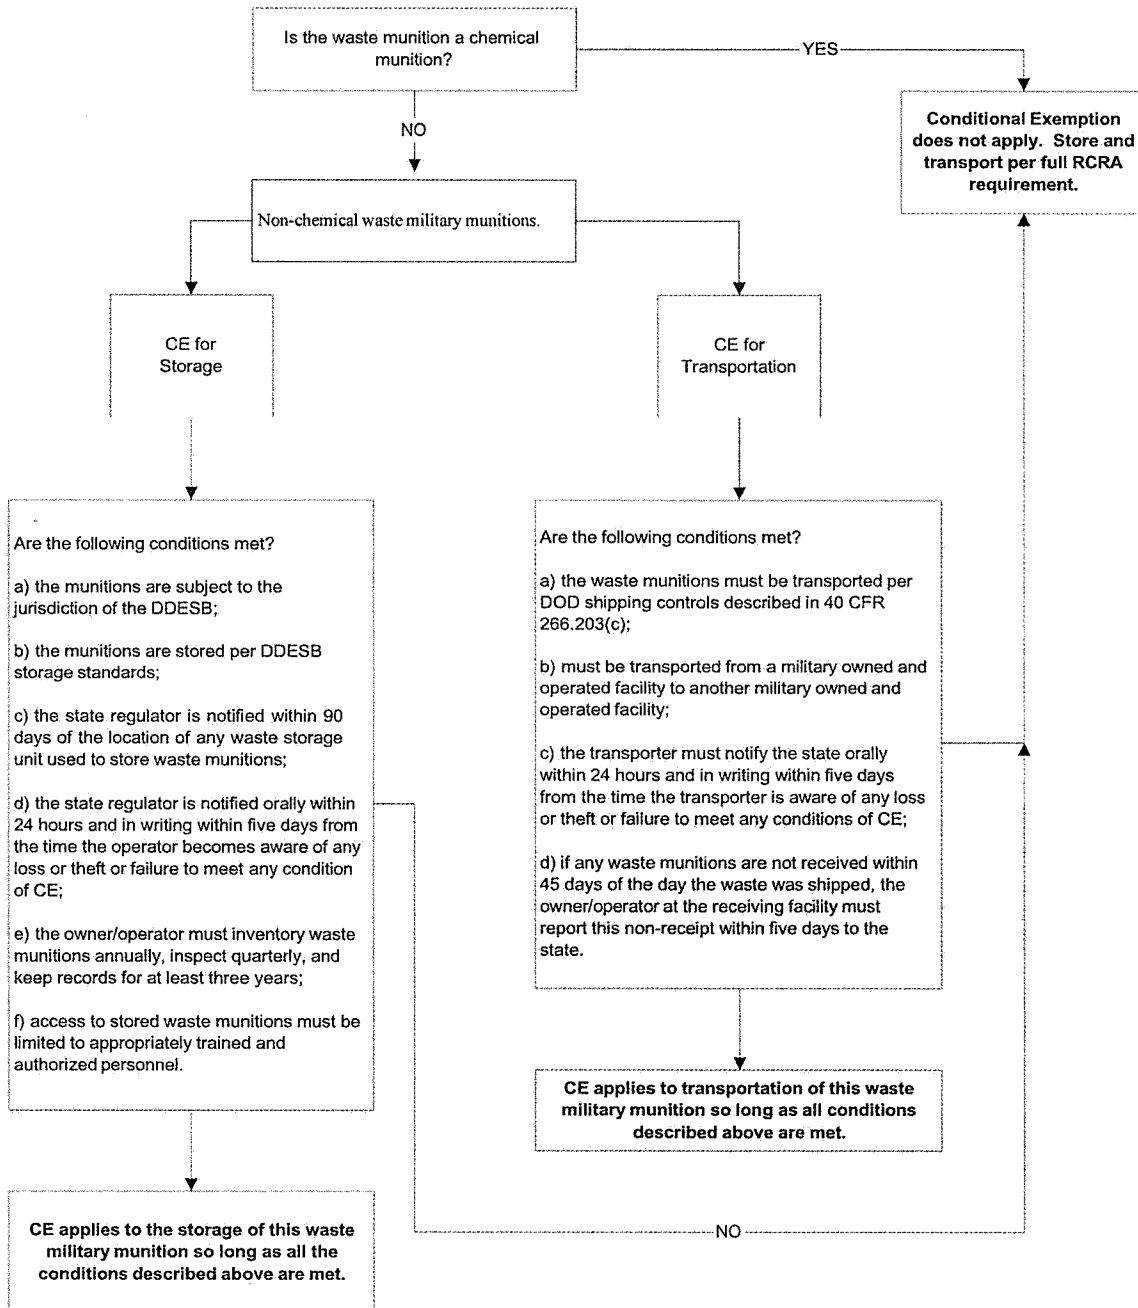 Is the waste munition a chemical
munition?
YES
NO
Conditional Exemption
does not apply. Store and
transport per full RCRA
requirement.
Non-chemical waste military munitions.
CE for
Storage
CE for
Transportation
Are the following conditions met?
a) the munitions are subject to the
jurisdiction of the DDESB;
b) the munitions are stored per DDESB
storage standards;
c) the state regulator is notified within 90
days of the location of any waste storage
unit used to store waste munitions;
d) the state regulator is notified orally within
24 hours and in writing within five days from
the time the operator becomes aware of any
loss or theft or failure to meet any condition
of CE;
e) the owner/operator must inventory waste
munitions annually, inspect quarterly, and
keep records for at least three years;
f) access to stored waste munitions must be
limited to appropriately trained and
authorized personnel.
Are the following conditions met?
a) the waste munitions must be transported per
DOD shipping controls described in 40 CFR
266.203(c);
b) must be transported from a military owned and
operated facility to another military owned and
operated facility;
c) the transporter must notify the state orally
within 24 hours and in writing within five days
from the time the transporter is aware of any loss
or theft or failure to meet any conditions of CE;
d) if any waste munitions are not received within
45 days of the day the waste was shipped, the
owner/operator at the receiving facility must
report this non-receipt within five days to the
state.
CE applies to transportation of this waste
military munition so long as all conditions
described above are met.
NO
CE applies to the storage of this waste
military munition so long as all the
conditions described above are met.